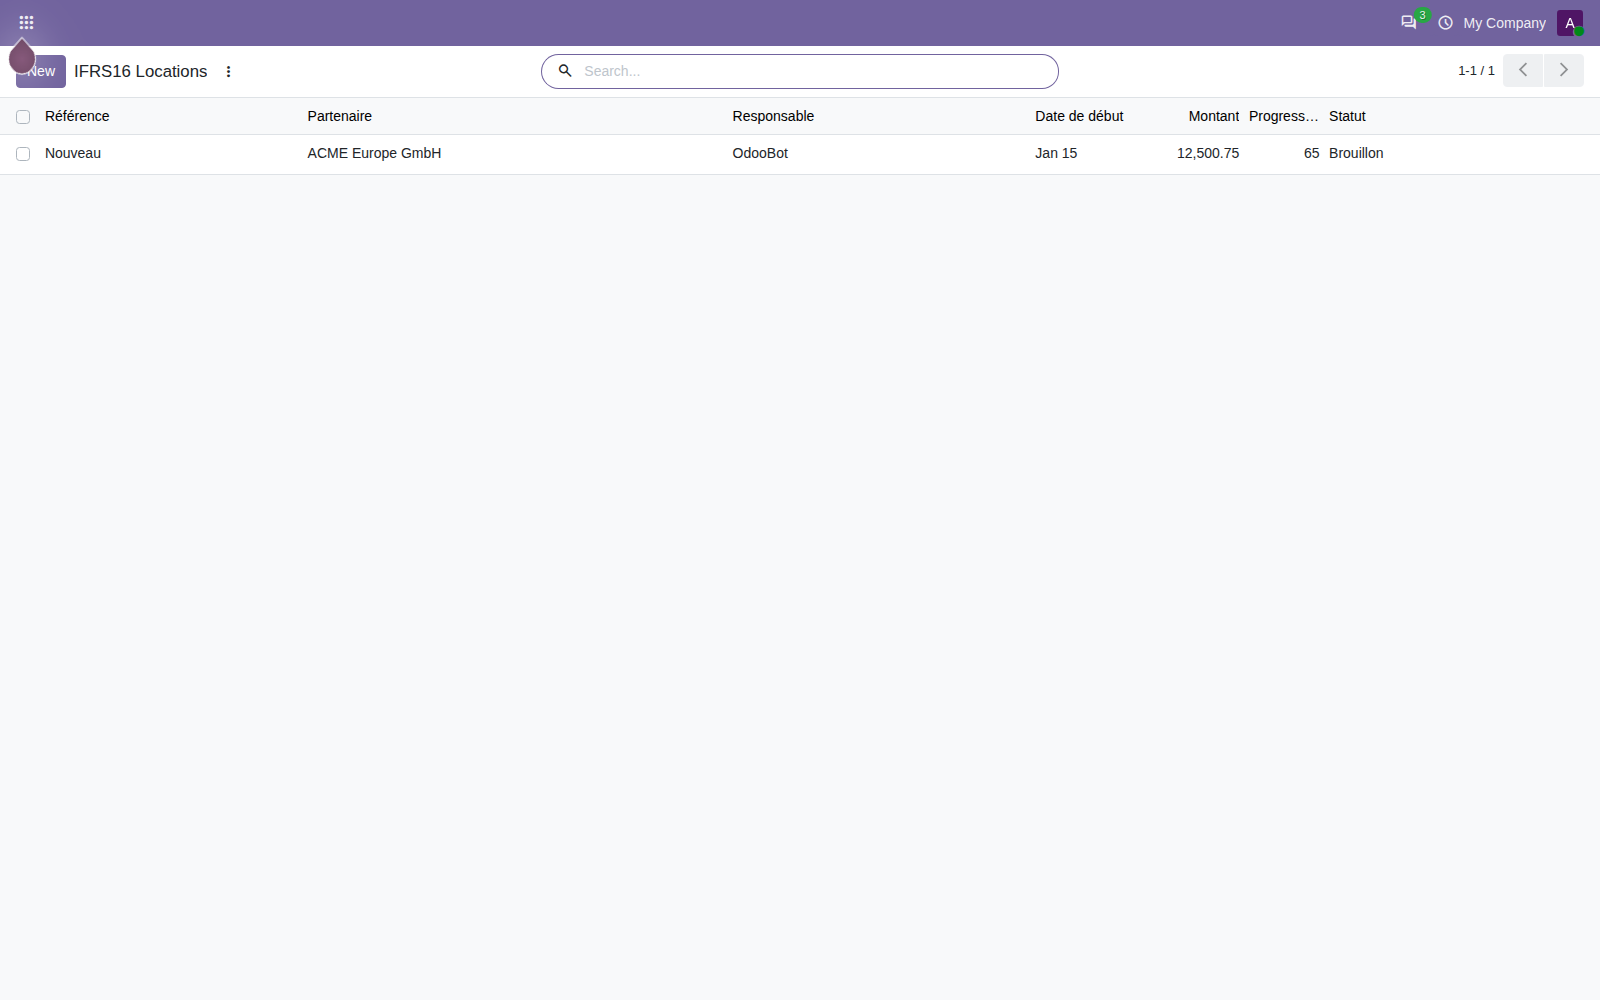 3 My Company A
New IFRS16 Locations Search... 1-1 / 1
Référence Partenaire Responsable Date de début Montant Progress... Statut
Nouveau ACME Europe GmbH OdooBot Jan 15 12,500.75 65 Brouillon